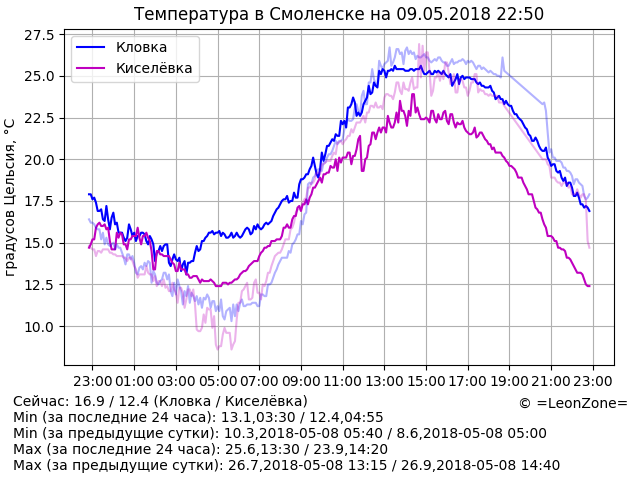 Температура в Смоленске на 09.05.2018 22:50
27.5
25.0
22.5
20.0
17.5
15.0
12.5
10.0
градусов Цельсия, °C
Кловка
Киселёвка
23:00 01:00 03:00 05:00 07:00 09:00 11:00 13:00 15:00 17:00 19:00 21:00 23:00
Сейчас: 16.9 / 12.4 (Кловка / Киселёвка)
© =LeonZone=
Min (за последние 24 часа): 13.1,03:30 / 12.4,04:55
Min (за предыдущие сутки): 10.3,2018-05-08 05:40 / 8.6,2018-05-08 05:00
Max (за последние 24 часа): 25.6,13:30 / 23.9,14:20
Max (за предыдущие сутки): 26.7,2018-05-08 13:15 / 26.9,2018-05-08 14:40